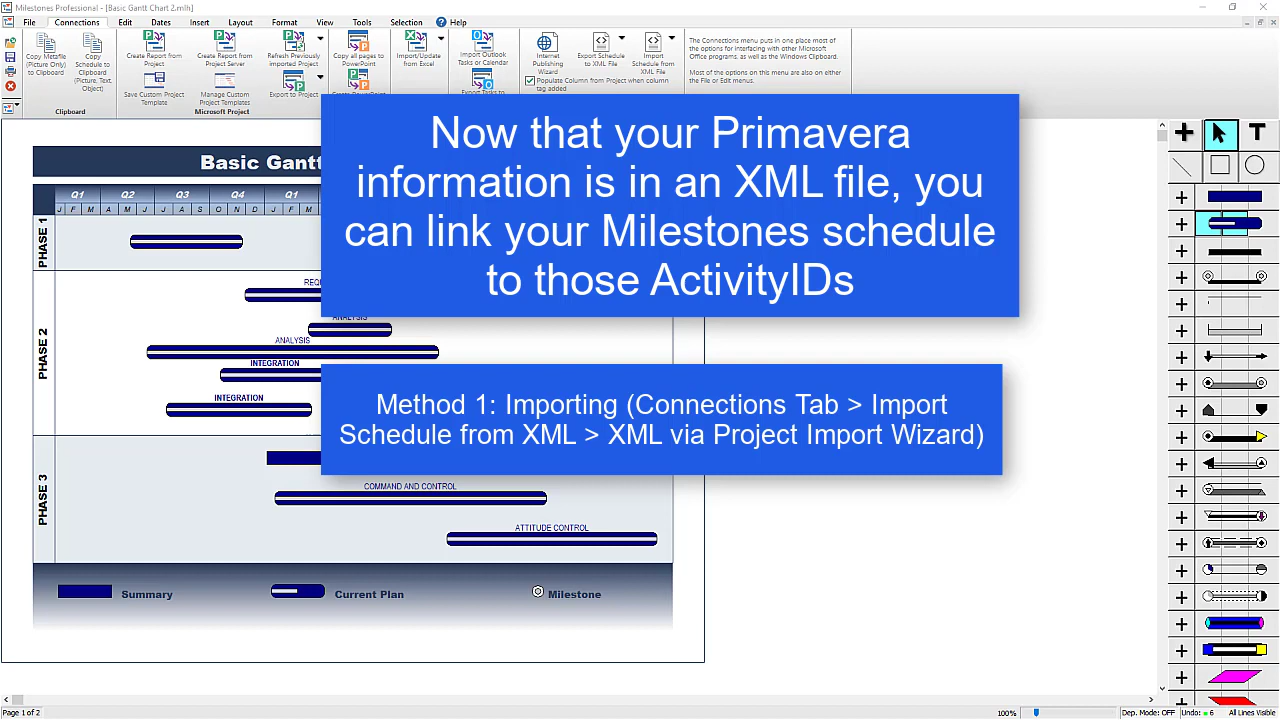 Milestones Professional - [Basic Gantt Chart 2.mlh]
File Connections Edit Dates Insert Layout Format View Tools Selection Help
Copy Metafile (Picture Only) to Clipboard
Copy Schedule to Clipboard (Picture, Text, Object)
Clipboard
Create Report from Project
Create Report from Project Server
Refresh Previously imported Project
Save Custom Project Template
Manage Custom Project Templates
Export to Project
Microsoft Project
Copy all pages to PowerPoint
Import/Update from Excel
Import Outlook Tasks or Calendar
Internet Publishing Wizard
Export Schedule to XML File
Import Schedule from XML File
Populate Column from Project when column tag added
The Connections menu puts in one place most of
the options for interfacing with other Microsoft
Office programs, as well as the Windows Clipboard.
Most of the options on this menu are also on either
the File or Edit menus.
Now that your Primavera
information is in an XML file, you
can link your Milestones schedule
to those ActivityIDs
Method 1: Importing (Connections Tab > Import
Schedule from XML > XML via Project Import Wizard)
Basic Gantt
Q1 Q2 Q3 Q4 Q1
J F M A M J J A S O N D J F M
PHASE 1
PHASE 2
ANALYSIS
ANALYSIS
INTEGRATION
INTEGRATION
PHASE 3
COMMAND AND CONTROL
ATTITUDE CONTROL
Summary Current Plan Milestone
T
Page 1 of 2
100%
Dep. Mode: OFF Undo: 6 All Lines Visible